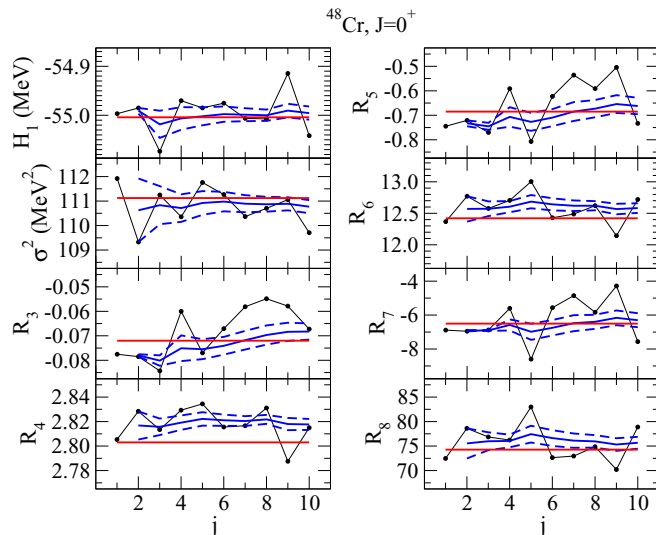 ⁴⁸Cr, J=0⁺
H₁ (MeV)
-54.9
-55.0
σ² (MeV²)
112
111
110
109
R₃
-0.05
-0.06
-0.07
-0.08
R₄
2.84
2.82
2.80
2.78
2 4 6 8 10
j
R₅
-0.5
-0.6
-0.7
-0.8
R₆
13.0
12.5
12.0
R₇
-4
-6
-8
R₈
85
80
75
70
2 4 6 8 10
j